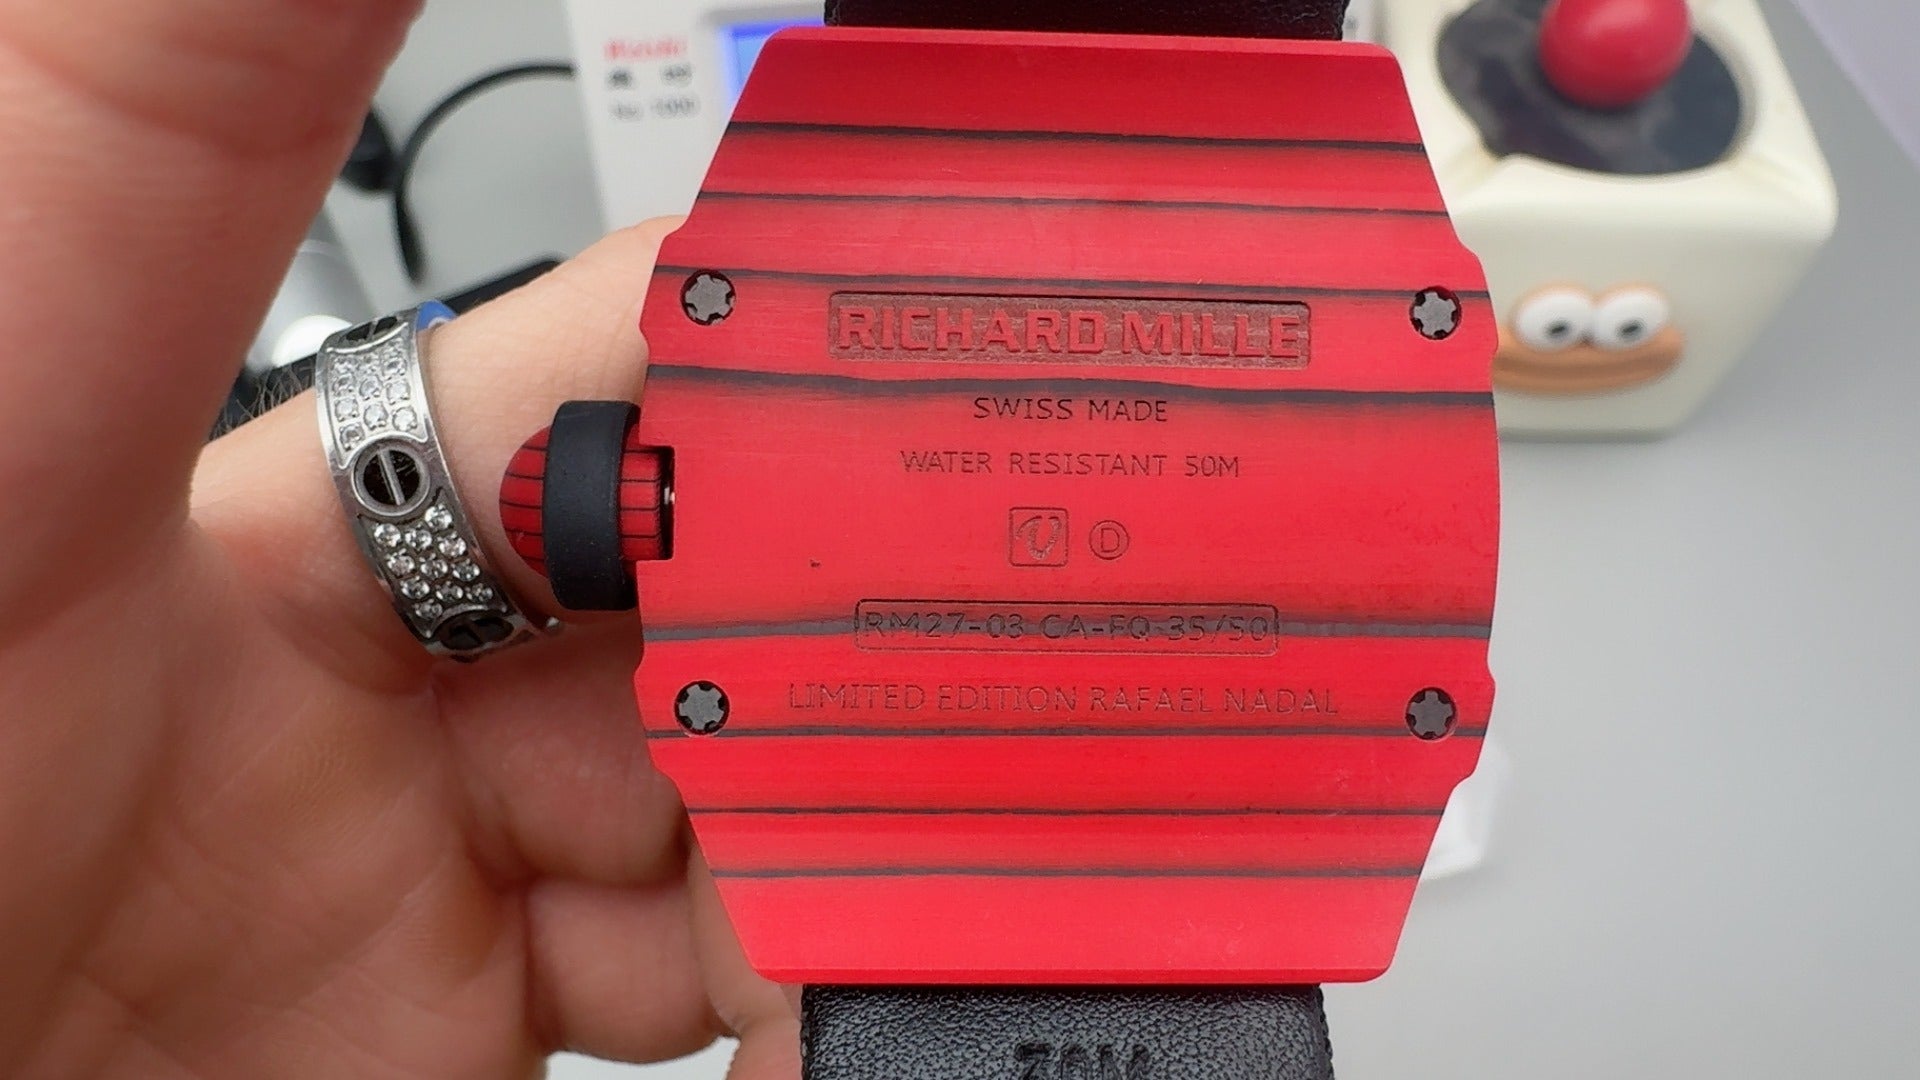 RICHARD MILLE
SWISS MADE
WATER RESISTANT 50M
D
RM27-03 CA-FQ 35/50
LIMITED EDITION RAFAEL NADAL